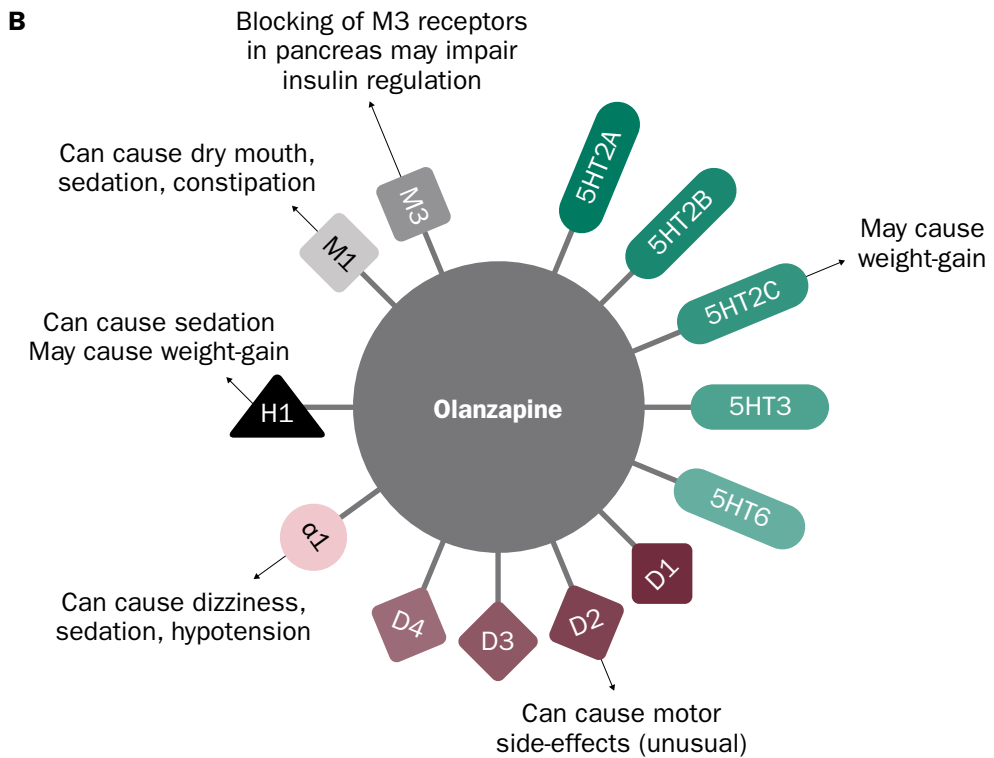 B
Blocking of M3 receptors
in pancreas may impair
insulin regulation
Can cause dry mouth,
sedation, constipation
M3
M1
5HT2A
5HT2B
5HT2C
May cause
weight-gain
Can cause sedation
May cause weight-gain
H1
Olanzapine
5HT3
5HT6
α1
Can cause dizziness,
sedation, hypotension
D4
D3
D2
D1
Can cause motor
side-effects (unusual)